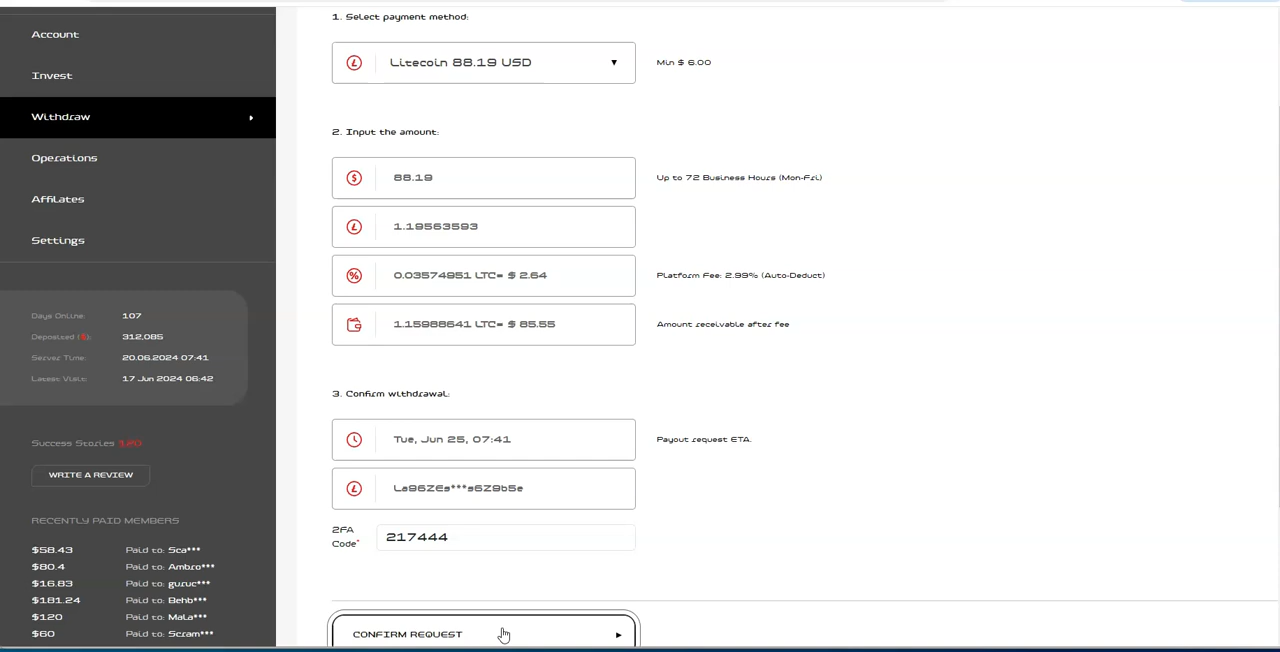 Account
Invest
Withdraw
Operations
Affiliates
Settings
Days Online: 107
Deposited ($): 312,085
Server Time: 20.06.2024 07:41
Latest Visit: 17 Jun 2024 06:42
Success Stories 120
WRITE A REVIEW
RECENTLY PAID MEMBERS
$58.43 Paid to: Sca***
$80.4 Paid to: Ambro***
$16.83 Paid to: guruc***
$181.24 Paid to: Behb***
$120 Paid to: Mala***
$60 Paid to: Scram***
1. Select payment method:
Litecoin 88.19 USD
Min $ 6.00
2. Input the amount:
88.19
Up to 72 Business Hours (Mon-Fri)
1.19563593
0.03574951 LTC= $ 2.64
Platform Fee: 2.99% (Auto-Deduct)
1.15988641 LTC= $ 85.55
Amount receivable after fee
3. Confirm withdrawal:
Tue, Jun 25, 07:41
Payout request ETA.
La96ZEs***s6Z9b5e
2FA
Code*
217444
CONFIRM REQUEST